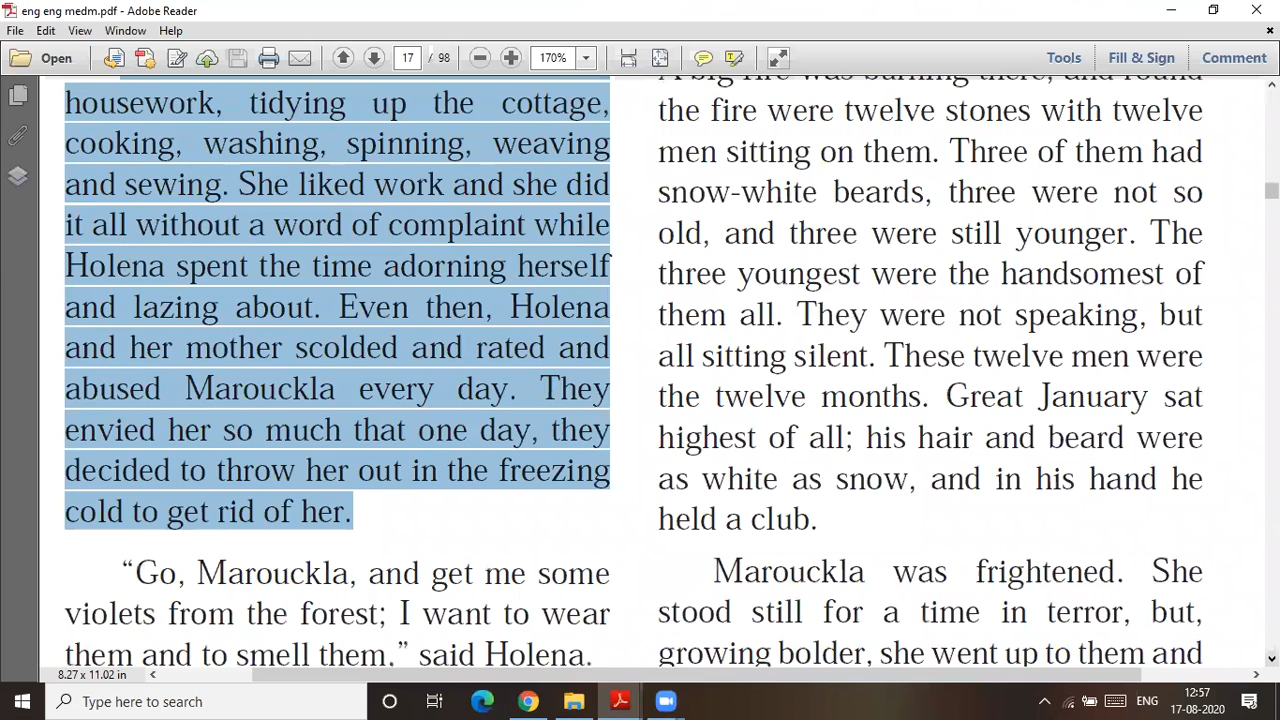 eng eng medm.pdf - Adobe Reader
File Edit View Window Help
Open 17 / 98 170% Tools Fill & Sign Comment
housework, tidying up the cottage,
cooking, washing, spinning, weaving
and sewing. She liked work and she did
it all without a word of complaint while
Holena spent the time adorning herself
and lazing about. Even then, Holena
and her mother scolded and rated and
abused Marouckla every day. They
envied her so much that one day, they
decided to throw her out in the freezing
cold to get rid of her.
“Go, Marouckla, and get me some
violets from the forest; I want to wear
them and to smell them,” said Holena.
A big fire was burning there, and round
the fire were twelve stones with twelve
men sitting on them. Three of them had
snow-white beards, three were not so
old, and three were still younger. The
three youngest were the handsomest of
them all. They were not speaking, but
all sitting silent. These twelve men were
the twelve months. Great January sat
highest of all; his hair and beard were
as white as snow, and in his hand he
held a club.
Marouckla was frightened. She
stood still for a time in terror, but,
growing bolder, she went up to them and
8.27 x 11.02 in
Type here to search
ENG
12:57
17-08-2020